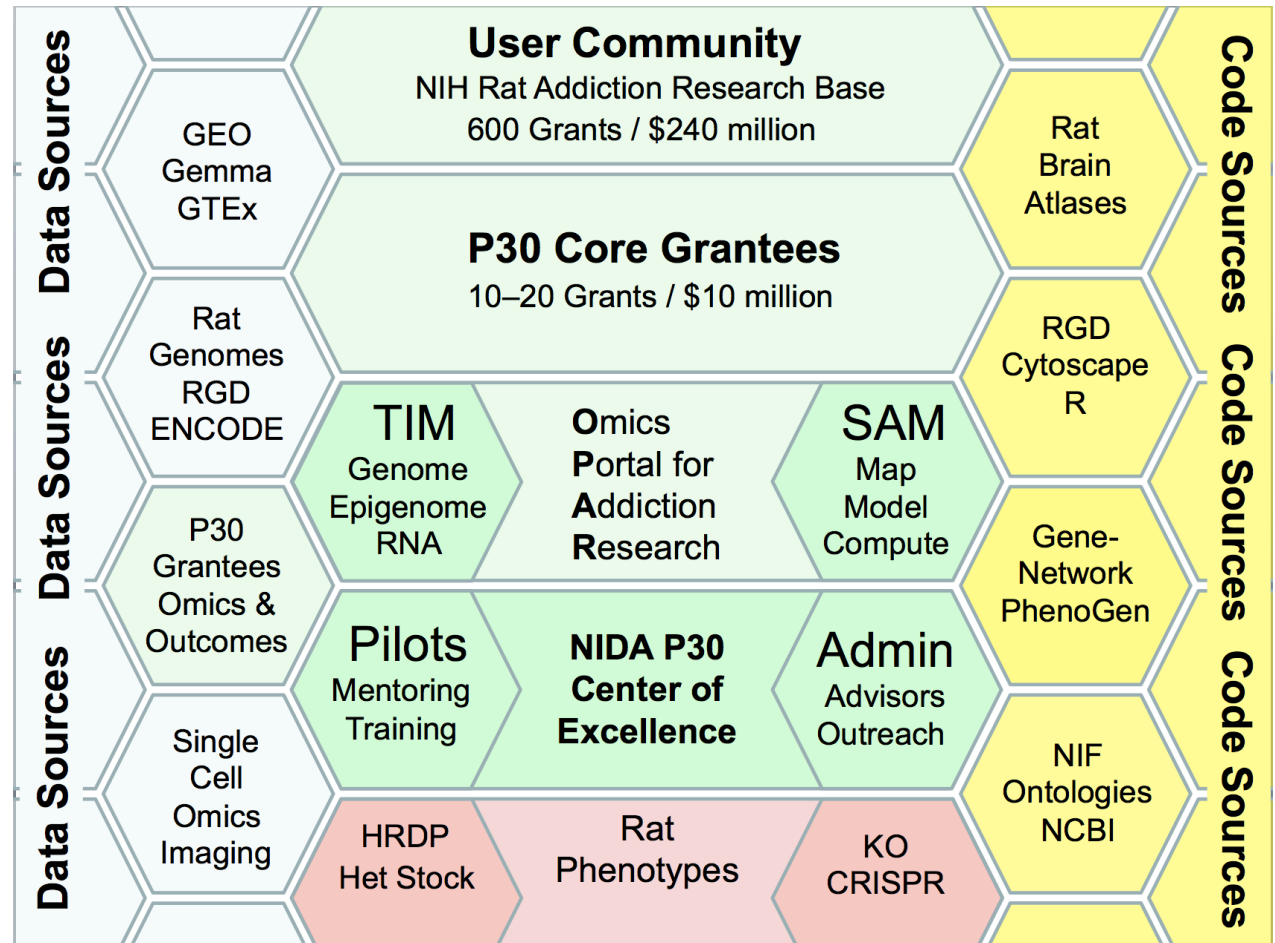 Data Sources
Data Sources
Data Sources
GEO
Gemma
GTEx
Rat
Genomes
RGD
ENCODE
P30
Grantees
Omics &
Outcomes
Single
Cell
Omics
Imaging
User Community
NIH Rat Addiction Research Base
600 Grants / $240 million
P30 Core Grantees
10–20 Grants / $10 million
TIM
Genome
Epigenome
RNA
Omics
Portal for
Addiction
Research
SAM
Map
Model
Compute
Pilots
Mentoring
Training
NIDA P30
Center of
Excellence
Admin
Advisors
Outreach
HRDP
Het Stock
Rat
Phenotypes
KO
CRISPR
Rat
Brain
Atlases
RGD
Cytoscape
R
Gene-
Network
PhenoGen
NIF
Ontologies
NCBI
Code Sources
Code Sources
Code Sources